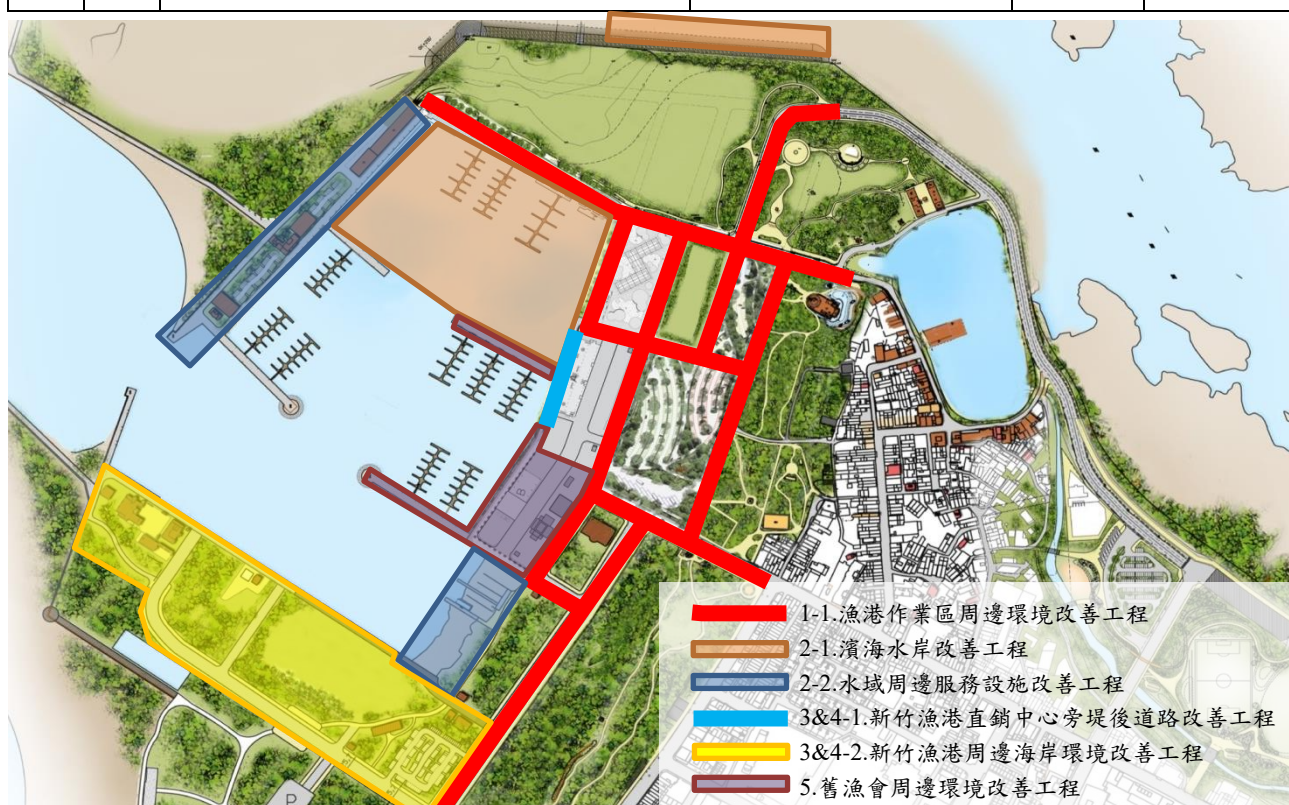 1-1.漁港作業區周邊環境改善工程
2-1.濱海水岸改善工程
2-2.水域周邊服務設施改善工程
3&4-1.新竹漁港直銷中心旁堤後道路改善工程
3&4-2.新竹漁港周邊海岸環境改善工程
5.舊漁會周邊環境改善工程
P